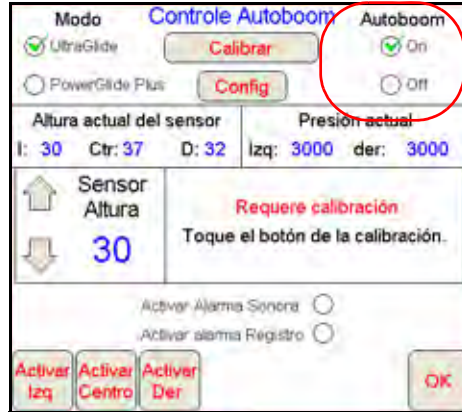 Modo Controle Autoboom Autoboom
UltraGlide Calibrar On
PowerGlide Plus Config Off
Altura actual del sensor Presión actual
I: 30 Ctr: 37 D: 32 Izq: 3000 der: 3000
Sensor
Altura
30
Requere calibración
Toque el botón de la calibración.
Activar Alarma Sonora
Activar alarma Registro
Activar Izq
Activar Centro
Activar Der
OK